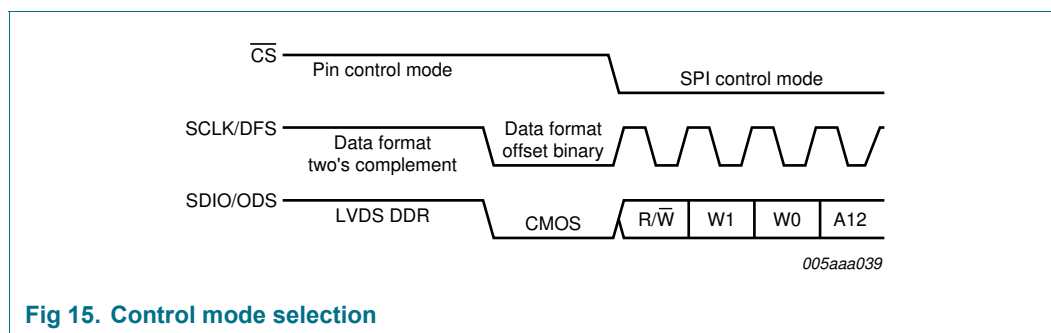 C̅S̅
Pin control mode
SPI control mode
SCLK/DFS
Data format
two's complement
Data format
offset binary
SDIO/ODS
LVDS DDR
CMOS
R/W̅
W1
W0
A12
005aaa039
Fig 15. Control mode selection